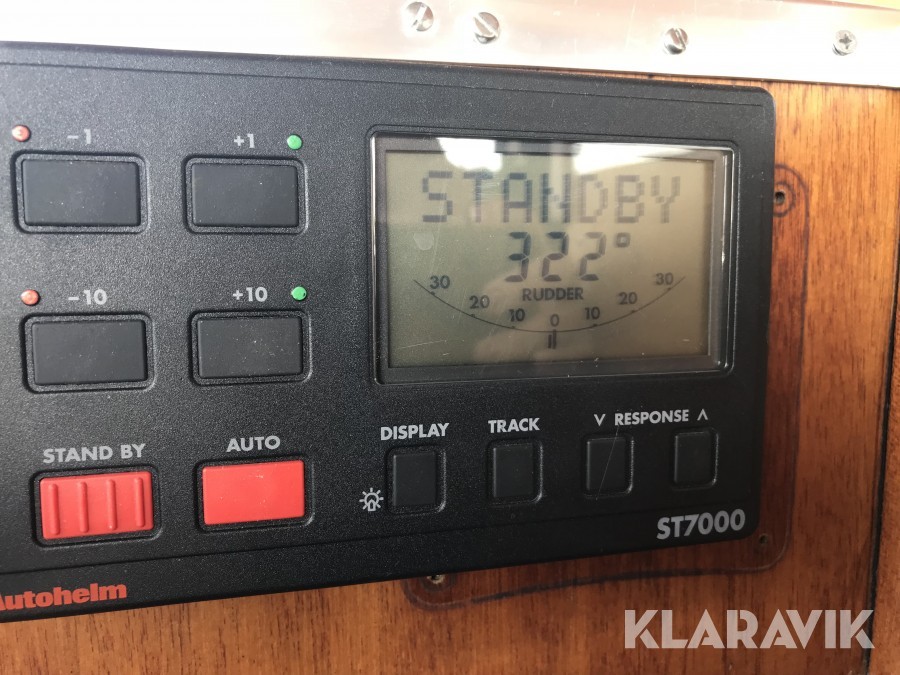 -1 +1
STANDBY
322°
-10 +10
30 RUDDER 30
20 20
10 0 10
STAND BY AUTO DISPLAY TRACK ∨ RESPONSE ∧
ST7000
Autohelm
KLARAVIK